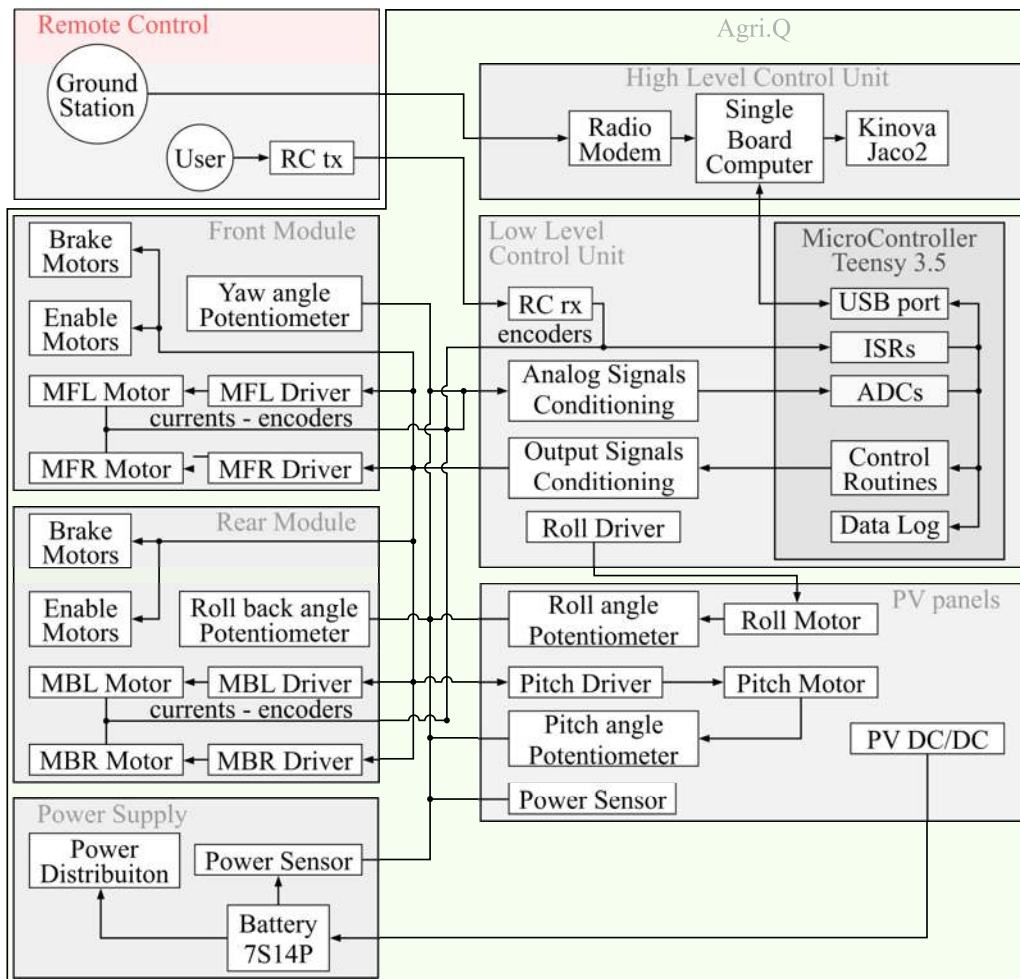 Remote Control
Ground
Station
User
RC tx
Agri.Q
High Level Control Unit
Radio
Modem
Single
Board
Computer
Kinova
Jaco2
Front Module
Brake
Motors
Enable
Motors
Yaw angle
Potentiometer
MFL Motor
MFL Driver
currents - encoders
MFR Motor
MFR Driver
Low Level
Control Unit
RC rx
encoders
Analog Signals
Conditioning
Output Signals
Conditioning
Roll Driver
MicroController
Teensy 3.5
USB port
ISRs
ADCs
Control
Routines
Data Log
Rear Module
Brake
Motors
Enable
Motors
Roll back angle
Potentiometer
MBL Motor
MBL Driver
currents - encoders
MBR Motor
MBR Driver
PV panels
Roll angle
Potentiometer
Roll Motor
Pitch Driver
Pitch Motor
Pitch angle
Potentiometer
PV DC/DC
Power Sensor
Power Supply
Power
Distribuiton
Power Sensor
Battery
7S14P